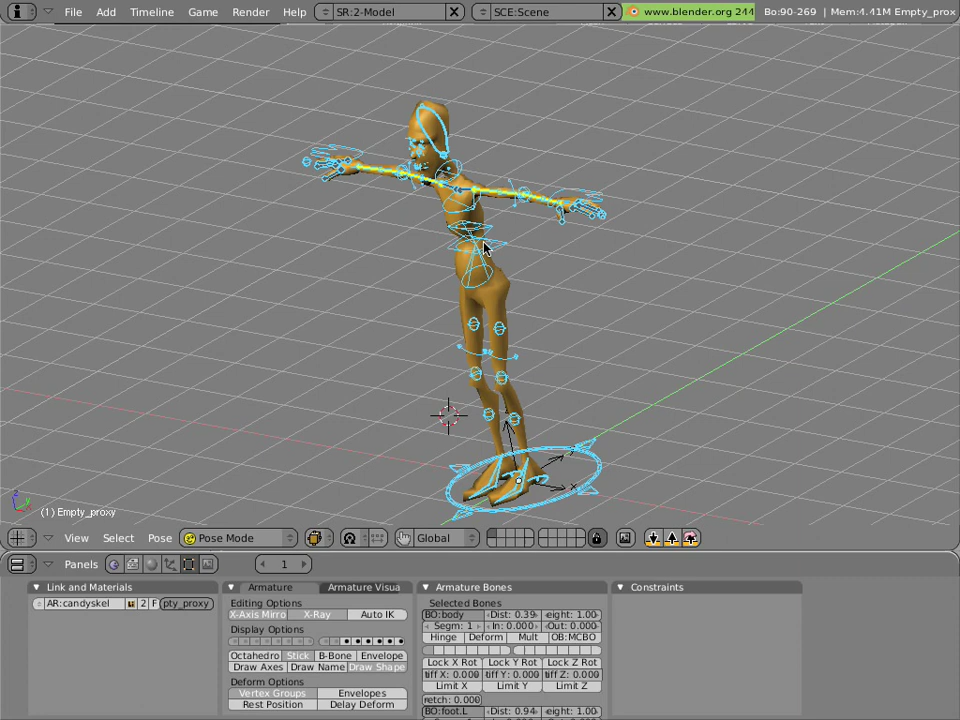 File Add Timeline Game Render Help SR:2-Model SCE:Scene www.blender.org 244 Bo:90-269 | Mem:4.41M Empty_prox
z
y
x
(1) Empty_proxy
View Select Pose Pose Mode Global
Panels 1
Link and Materials
AR:candyskel 2 F pty_proxy
Armature Armature Visua
Editing Options
X-Axis Mirro X-Ray Auto IK
Display Options
Octahedro Stick B-Bone Envelope
Draw Axes Draw Name Draw Shape
Deform Options
Vertex Groups Envelopes
Rest Position Delay Deform
Armature Bones
Selected Bones
BO:body Dist: 0.39 eight: 1.00
Segm: 1 In: 0.000 Out: 0.000
Hinge Deform Mult OB:MCBO
Lock X Rot Lock Y Rot Lock Z Rot
tiff X: 0.000 tiff Y: 0.000 tiff Z: 0.000
Limit X Limit Y Limit Z
retch: 0.000
BO:foot.L Dist: 0.94 eight: 1.00
Constraints